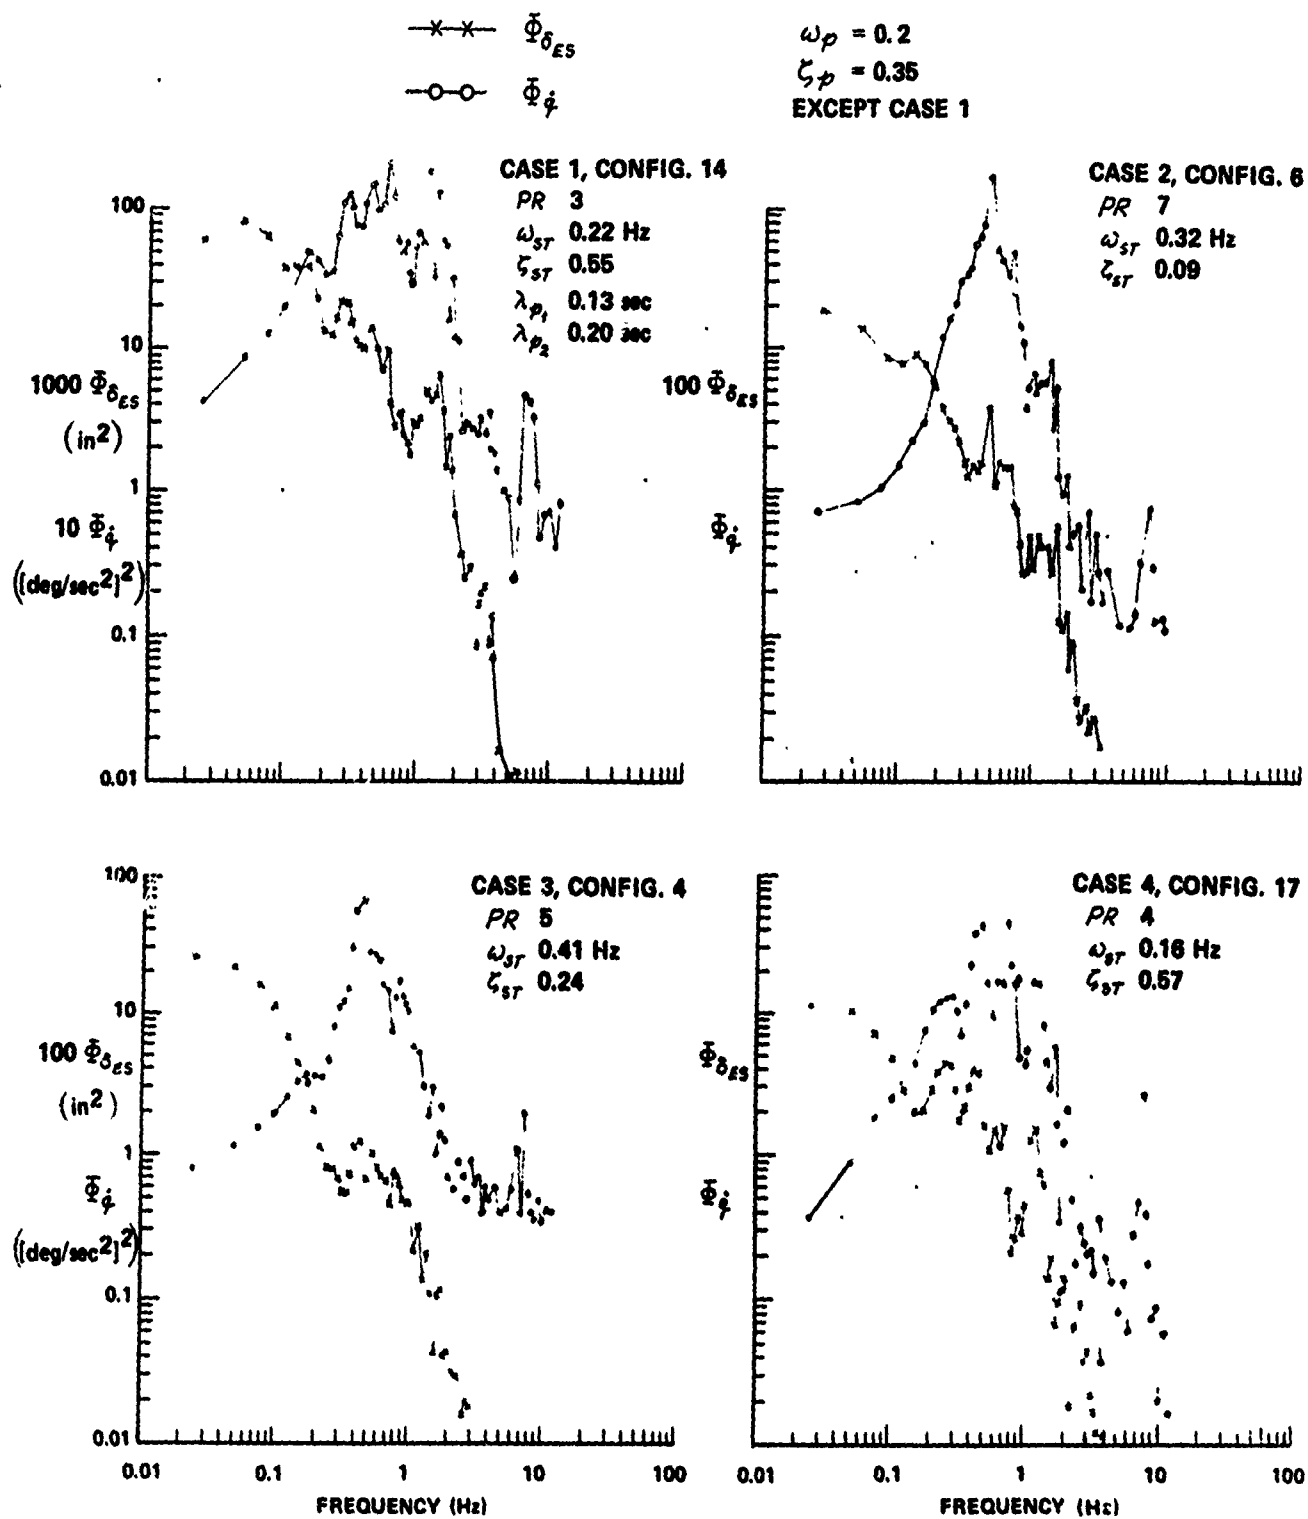 Φ_δES
Φ_q̇
ω_p = 0.2
ζ_p = 0.35
EXCEPT CASE 1
CASE 1, CONFIG. 14
PR 3
ω_ST 0.22 Hz
ζ_ST 0.55
λ_p1 0.13 sec
λ_p2 0.20 sec
100
10
1000 Φ_δES
(in²)
1
10 Φ_q̇
([deg/sec²]²)
0.1
0.01
CASE 2, CONFIG. 6
PR 7
ω_ST 0.32 Hz
ζ_ST 0.09
100 Φ_δES
Φ_q̇
CASE 3, CONFIG. 4
PR 5
ω_ST 0.41 Hz
ζ_ST 0.24
100
10
100 Φ_δES
(in²)
1
Φ_q̇
([deg/sec²]²)
0.1
0.01
0.01 0.1 1 10 100
FREQUENCY (Hz)
CASE 4, CONFIG. 17
PR 4
ω_ST 0.16 Hz
ζ_ST 0.57
Φ_δES
Φ_q̇
0.01 0.1 1 10 100
FREQUENCY (Hz)